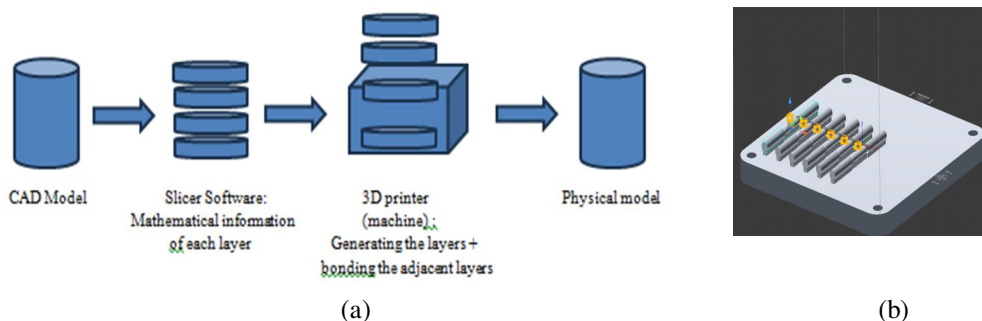 CAD Model
Slicer Software:
Mathematical information
of each layer
3D printer
(machine) :
Generating the layers +
bonding the adjacent layers
Physical model
(a)
(b)